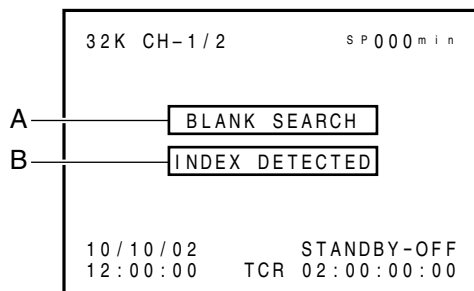 32K CH-1/2 SP000min
A BLANK SEARCH
B INDEX DETECTED
10/10/02 STANDBY-OFF
12:00:00 TCR 02:00:00:00